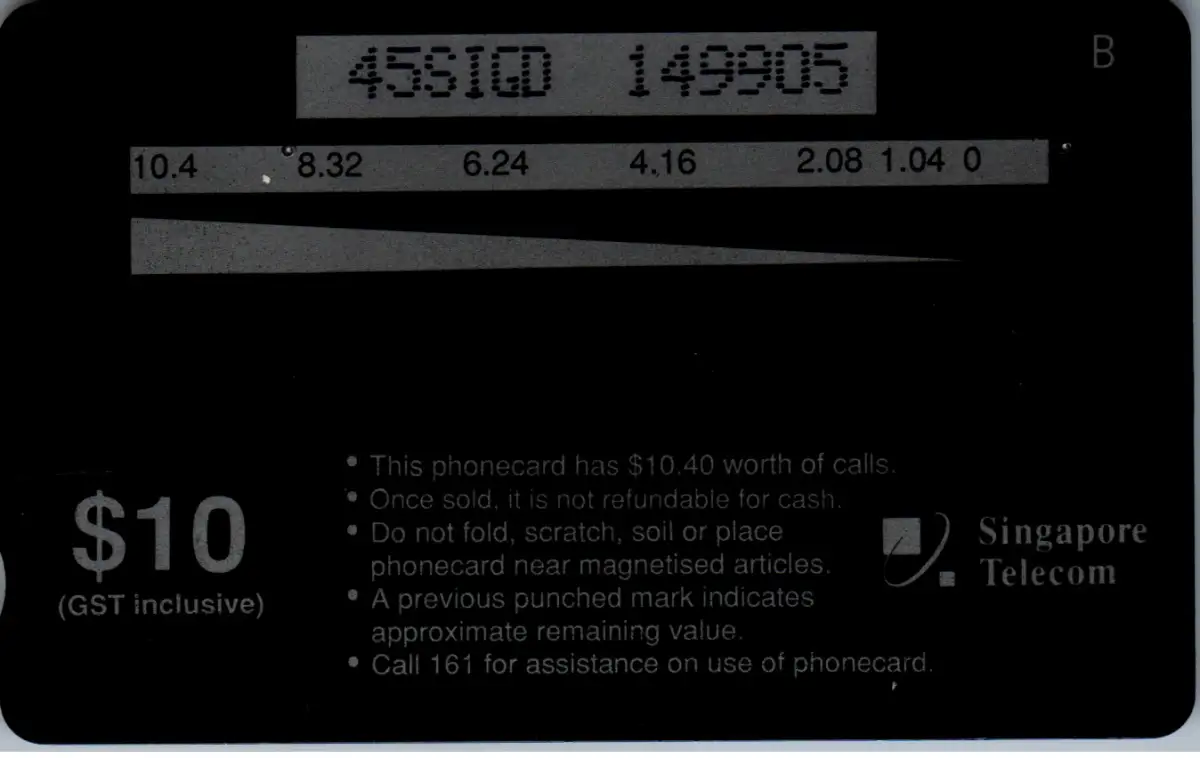 B
45SIGD 149905
10.4 8.32 6.24 4.16 2.08 1.04 0
$10
(GST inclusive)
• This phonecard has $10.40 worth of calls.
• Once sold, it is not refundable for cash.
• Do not fold, scratch, soil or place
phonecard near magnetised articles.
• A previous punched mark indicates
approximate remaining value.
• Call 161 for assistance on use of phonecard.
Singapore
Telecom